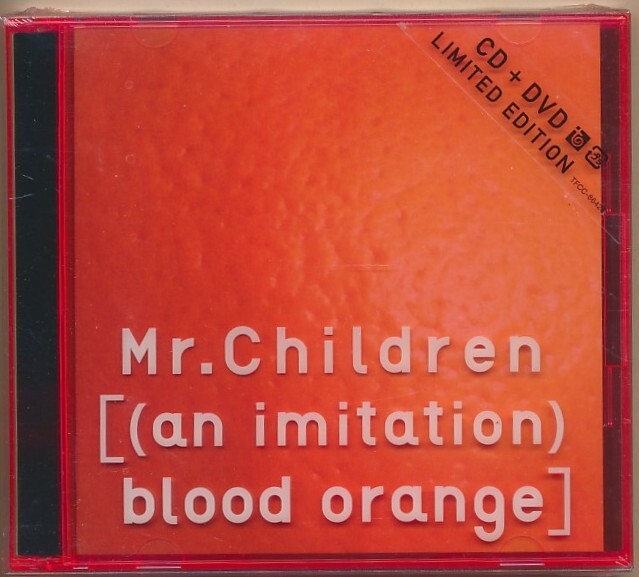 CD + DVD
LIMITED EDITION
Mr.Children
[(an imitation)
blood orange]